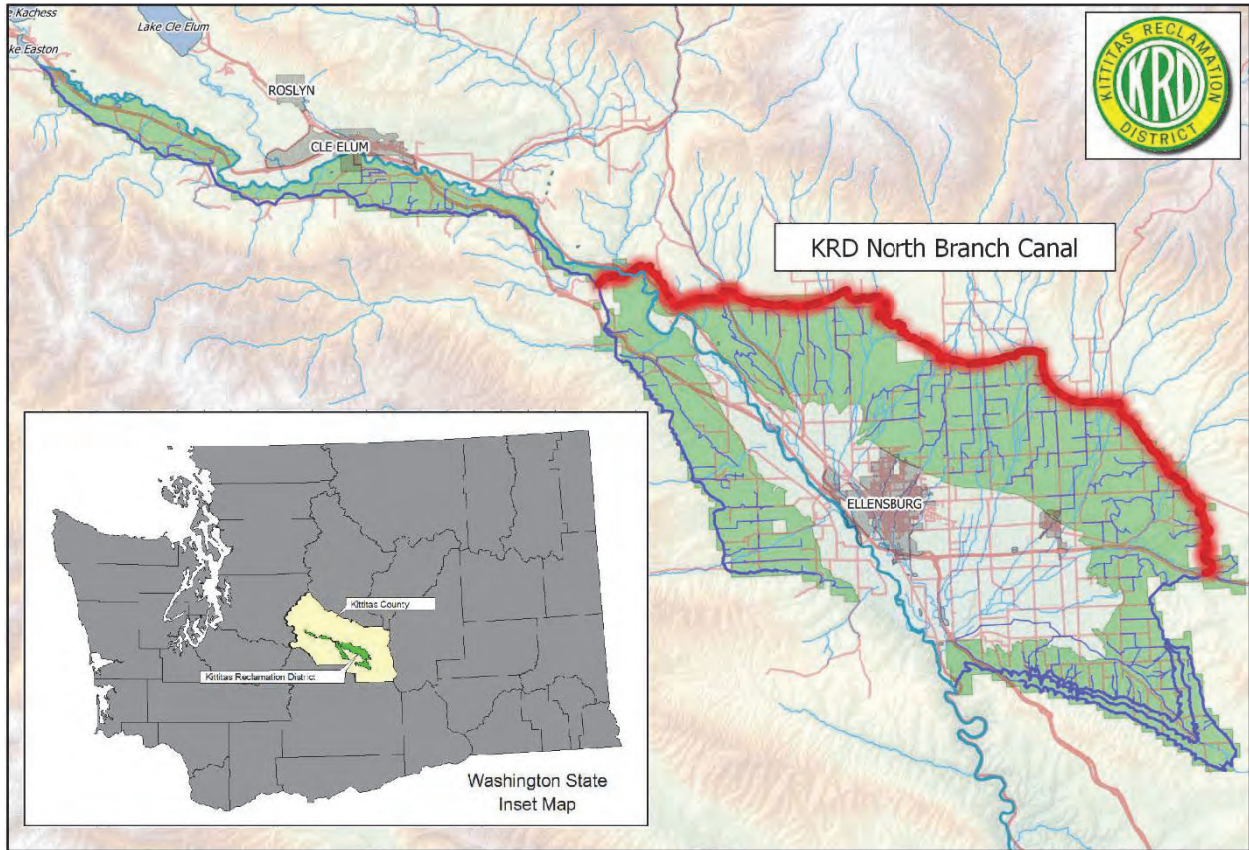 ke Kachess
Lake Cle Elum
ke Easton
ROSLYN
CLE ELUM
KITTITAS RECLAMATION
KRD
DISTRICT
KRD North Branch Canal
ELLENSBURG
Kittitas County
Kittitas Reclamation District
Washington State
Inset Map